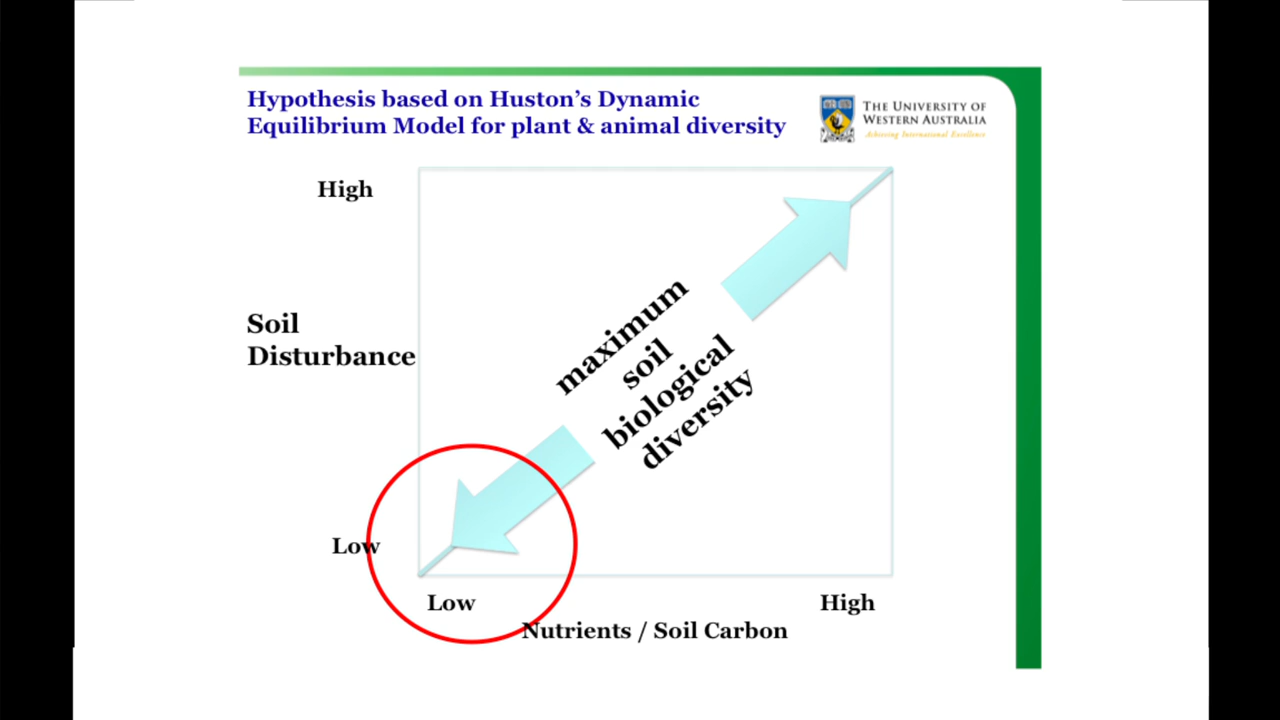 Hypothesis based on Huston's Dynamic
Equilibrium Model for plant & animal diversity
THE UNIVERSITY OF
WESTERN AUSTRALIA
Achieving International Excellence
High
Soil
Disturbance
maximum
soil
biological
diversity
Low
Low
High
Nutrients / Soil Carbon